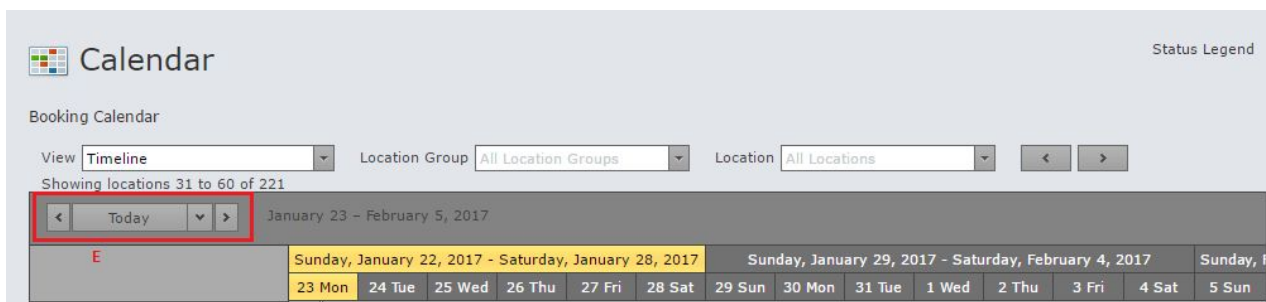 Calendar
Status Legend
Booking Calendar
View Timeline Location Group All Location Groups Location All Locations < >
Showing locations 31 to 60 of 221
< Today > January 23 – February 5, 2017
E
Sunday, January 22, 2017 - Saturday, January 28, 2017 Sunday, January 29, 2017 - Saturday, February 4, 2017 Sunday,
23 Mon 24 Tue 25 Wed 26 Thu 27 Fri 28 Sat 29 Sun 30 Mon 31 Tue 1 Wed 2 Thu 3 Fri 4 Sat 5 Sun